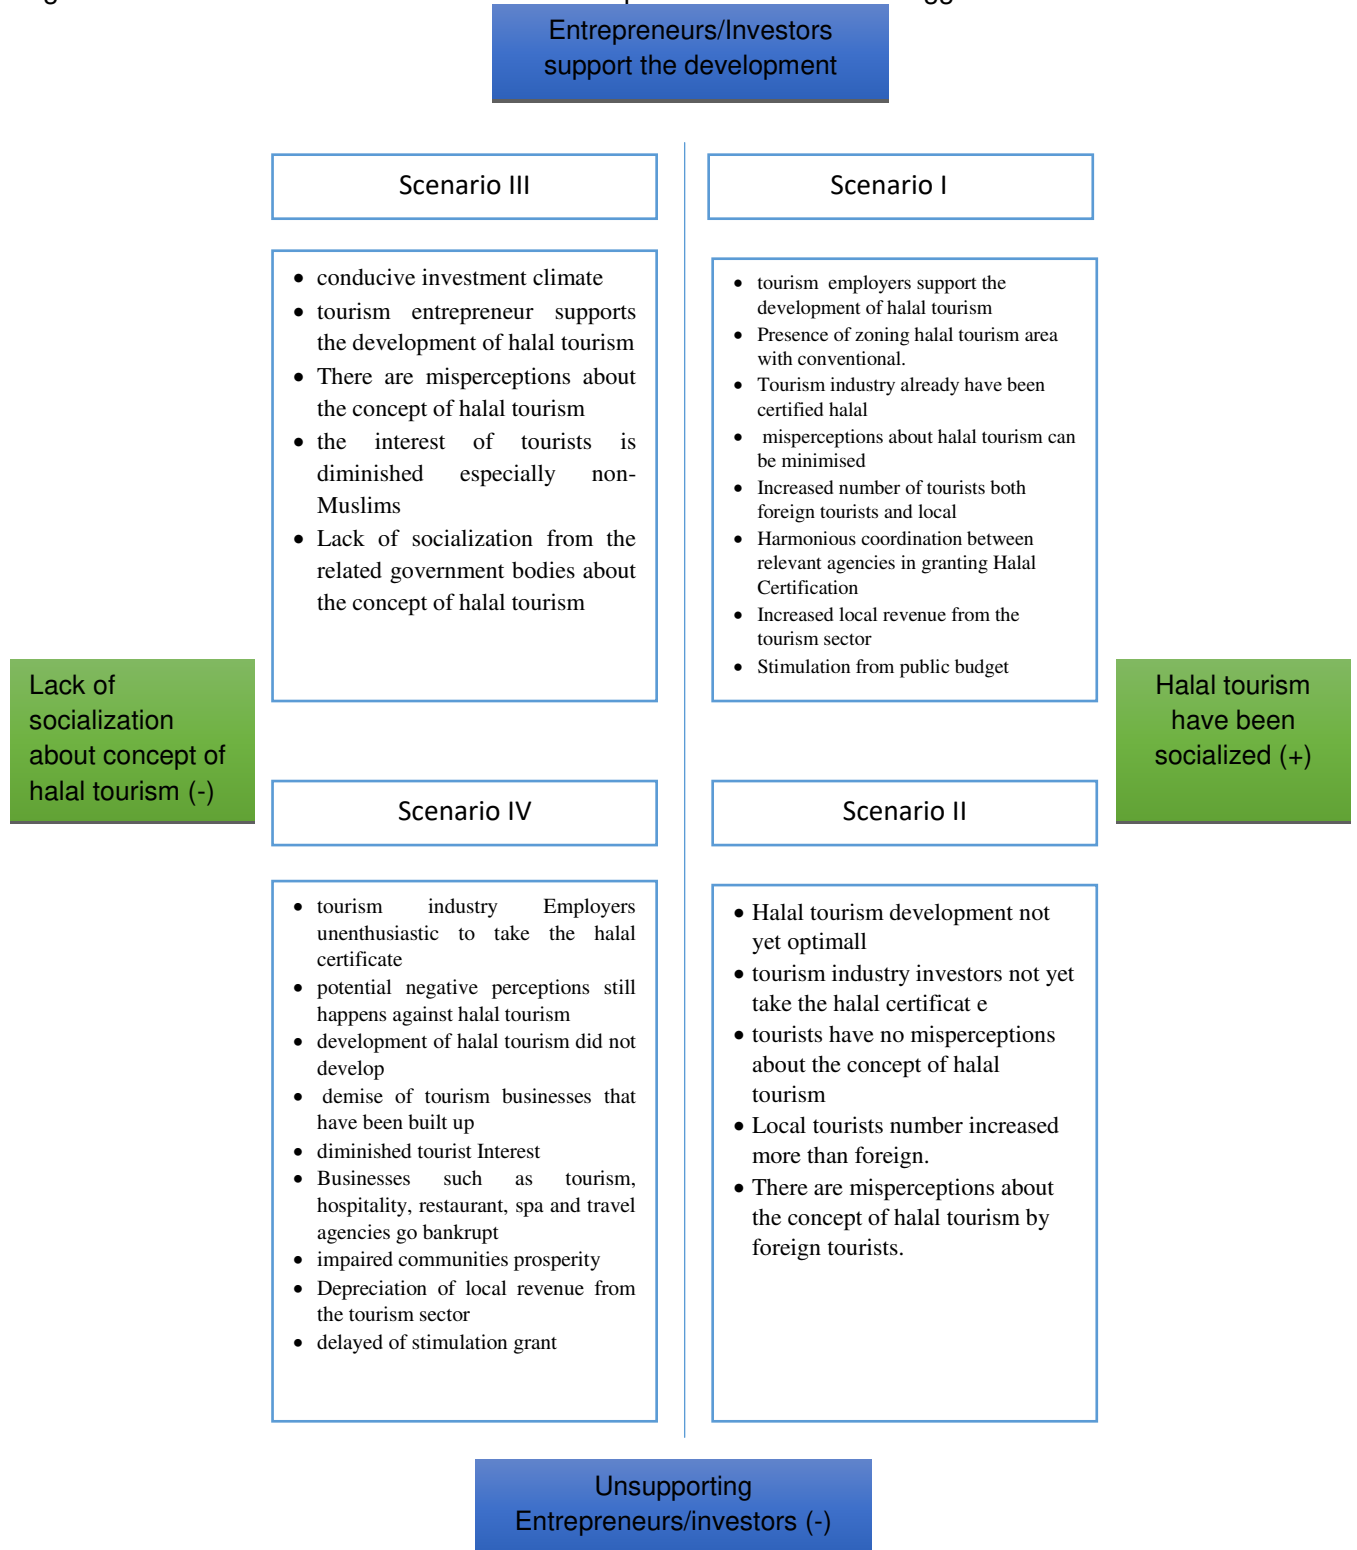 Entrepreneurs/Investors
support the development
Scenario III
• conducive investment climate
• tourism entrepreneur supports
the development of halal tourism
• There are misperceptions about
the concept of halal tourism
• the interest of tourists is
diminished especially non-
Muslims
• Lack of socialization from the
related government bodies about
the concept of halal tourism
Scenario I
• tourism employers support the
development of halal tourism
• Presence of zoning halal tourism area
with conventional.
• Tourism industry already have been
certified halal
• misperceptions about halal tourism can
be minimised
• Increased number of tourists both
foreign tourists and local
• Harmonious coordination between
relevant agencies in granting Halal
Certification
• Increased local revenue from the
tourism sector
• Stimulation from public budget
Lack of
socialization
about concept of
halal tourism (-)
Halal tourism
have been
socialized (+)
Scenario IV
• tourism industry Employers
unenthusiastic to take the halal
certificate
• potential negative perceptions still
happens against halal tourism
• development of halal tourism did not
develop
• demise of tourism businesses that
have been built up
• diminished tourist Interest
• Businesses such as tourism,
hospitality, restaurant, spa and travel
agencies go bankrupt
• impaired communities prosperity
• Depreciation of local revenue from
the tourism sector
• delayed of stimulation grant
Scenario II
• Halal tourism development not
yet optimall
• tourism industry investors not yet
take the halal certificat e
• tourists have no misperceptions
about the concept of halal
tourism
• Local tourists number increased
more than foreign.
• There are misperceptions about
the concept of halal tourism by
foreign tourists.
Unsupporting
Entrepreneurs/investors (-)